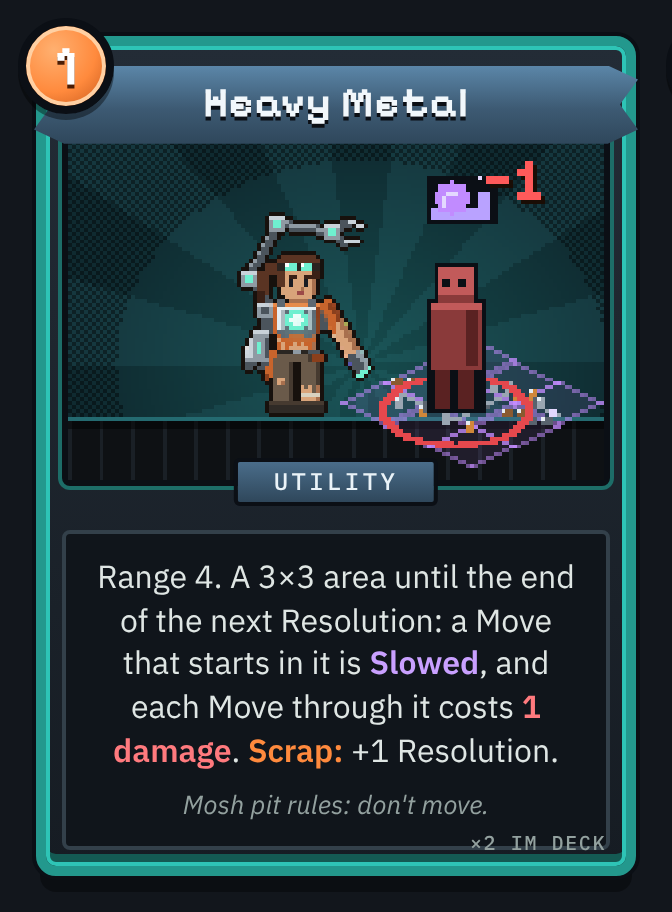 1
Heavy Metal
-1
UTILITY
Range 4. A 3×3 area until the end
of the next Resolution: a Move
that starts in it is Slowed, and
each Move through it costs 1
damage. Scrap: +1 Resolution.
Mosh pit rules: don't move.
×2 IM DECK